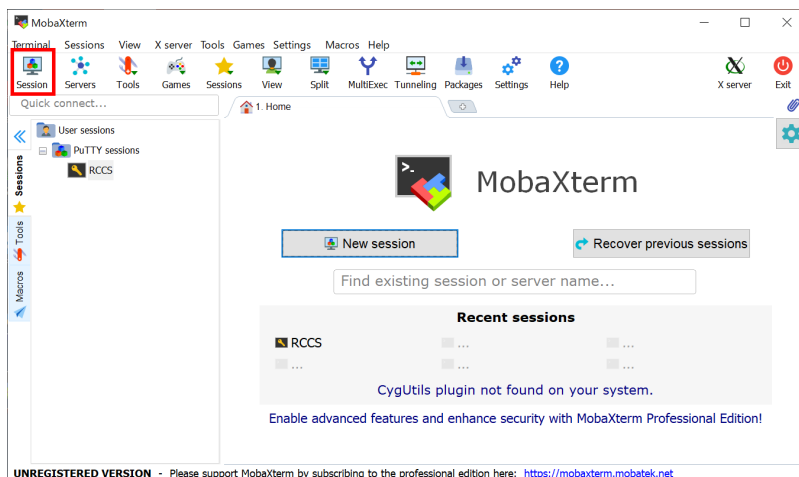 MobaXterm
Terminal Sessions View X server Tools Games Settings Macros Help
Session Servers Tools Games Sessions View Split MultiExec Tunneling Packages Settings Help X server Exit
Quick connect...
1. Home
User sessions
PuTTY sessions
RCCS
Sessions
Tools
Macros
>_
MobaXterm
New session
Recover previous sessions
Find existing session or server name...
Recent sessions
RCCS ... ...
... ... ...
CygUtils plugin not found on your system.
Enable advanced features and enhance security with MobaXterm Professional Edition!
UNREGISTERED VERSION - Please support MobaXterm by subscribing to the professional edition here: https://mobaxterm.mobatek.net